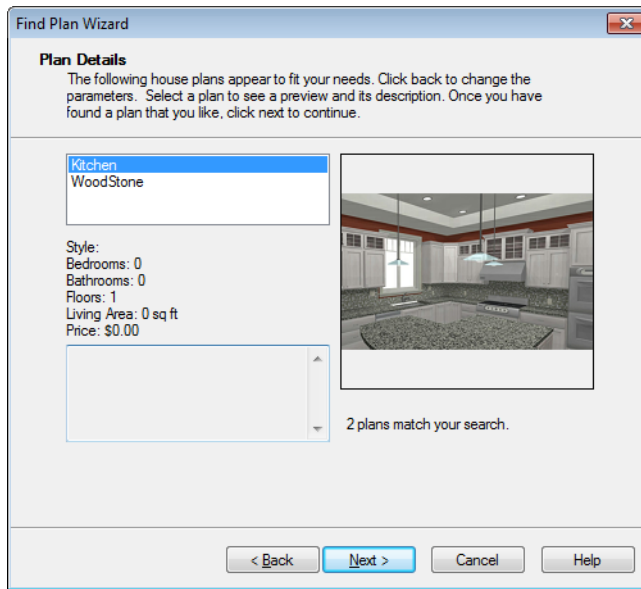 Find Plan Wizard
Plan Details
The following house plans appear to fit your needs. Click back to change the
parameters. Select a plan to see a preview and its description. Once you have
found a plan that you like, click next to continue.
Kitchen
WoodStone
Style:
Bedrooms: 0
Bathrooms: 0
Floors: 1
Living Area: 0 sq ft
Price: $0.00
2 plans match your search.
< Back
Next >
Cancel
Help